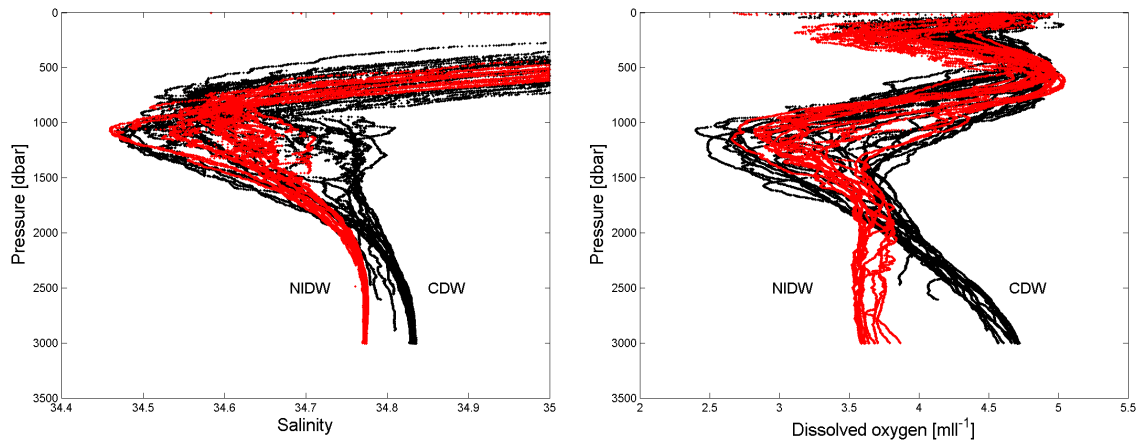 0
500
1000
1500
2000
2500
3000
3500
Pressure [dbar]
34.4 34.5 34.6 34.7 34.8 34.9 35
Salinity
NIDW CDW
0
500
1000
1500
2000
2500
3000
3500
Pressure [dbar]
2 2.5 3 3.5 4 4.5 5 5.5
Dissolved oxygen [mll⁻¹]
NIDW CDW